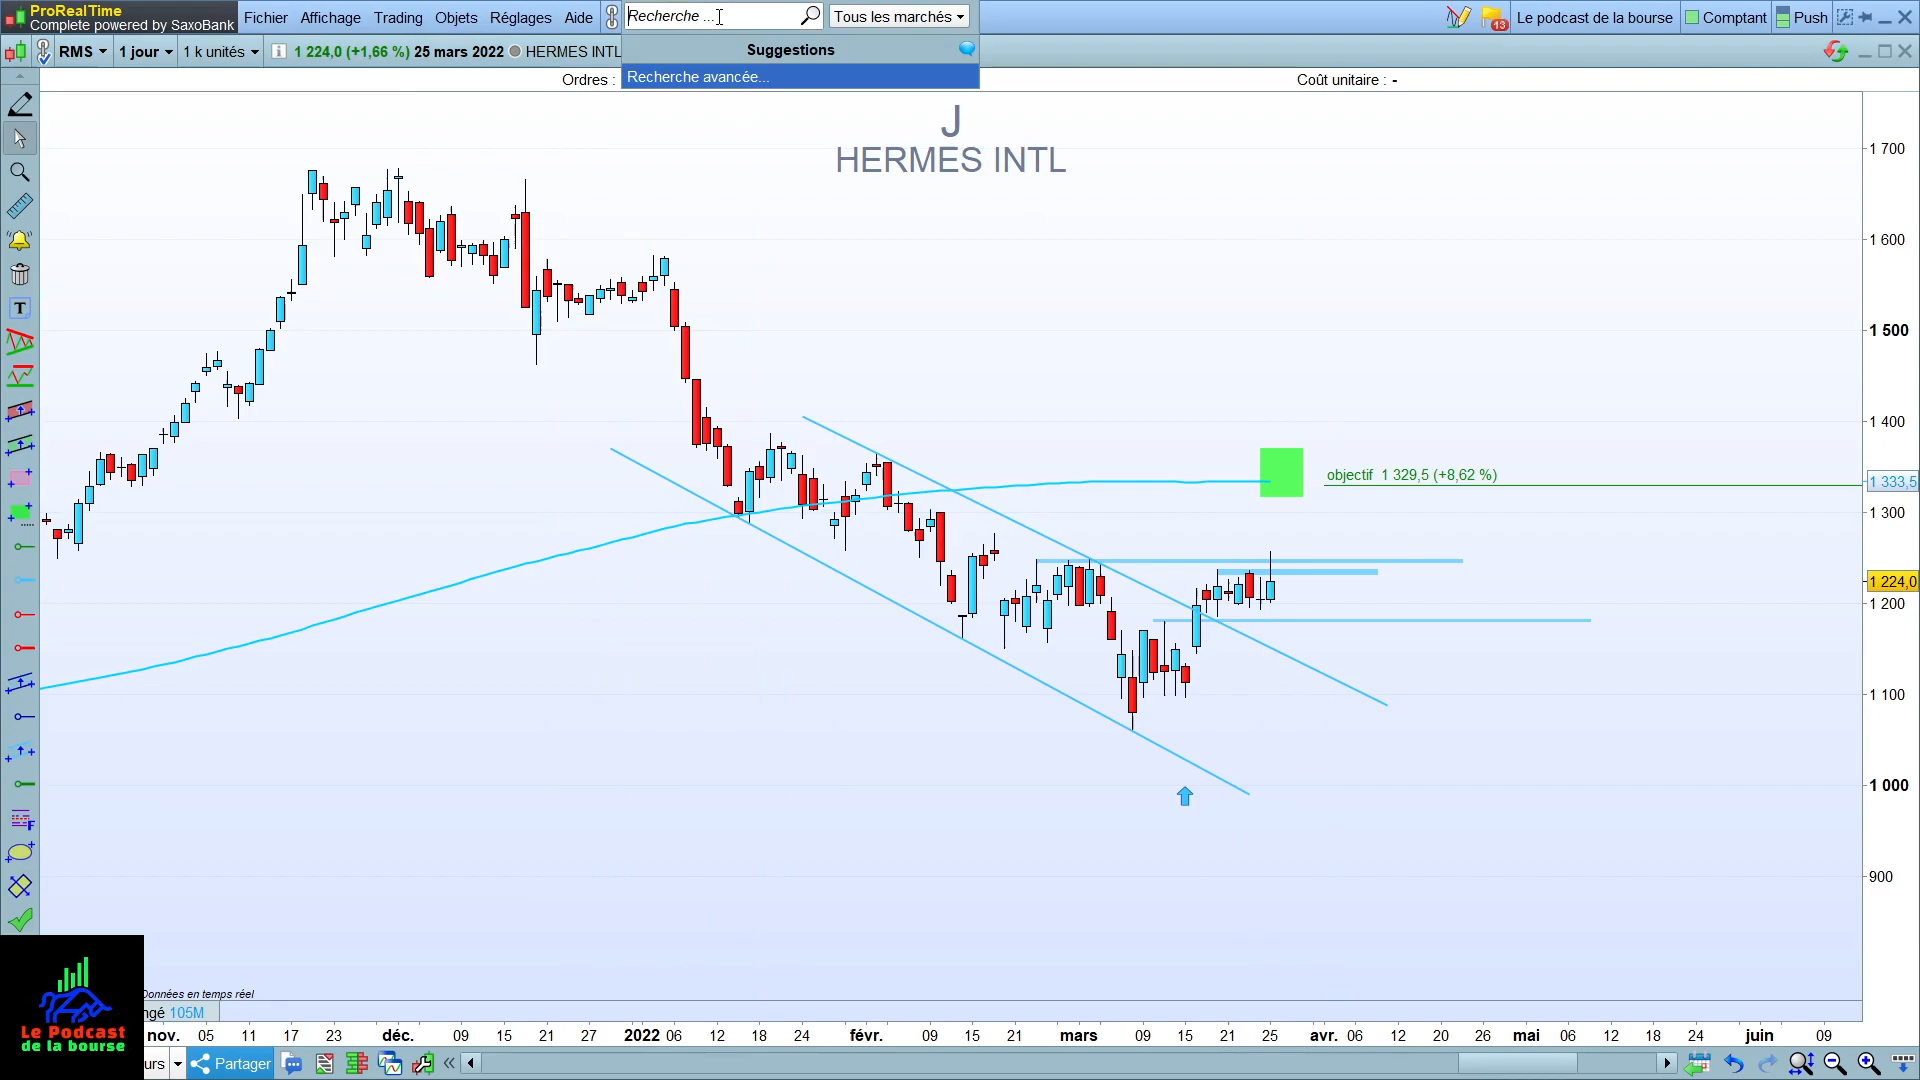 ProRealTime
Complete powered by SaxoBank
Fichier Affichage Trading Objets Réglages Aide
Recherche ...
Tous les marchés
13
Le podcast de la bourse
Comptant
Push
RMS 1 jour 1 k unités
1 224,0 (+1,66 %) 25 mars 2022 HERMES INTL
Suggestions
Recherche avancée...
Ordres :
Coût unitaire : -
J
HERMES INTL
1 700
1 600
1 500
1 400
objectif 1 329,5 (+8,62 %)
1 333,5
1 300
1 224,0
1 200
1 100
1 000
900
T
F
Données en temps réel
ngé 105M
Le Podcast
de la bourse
nov. 05 11 17 23 déc. 09 15 21 27 2022 06 12 18 24 févr. 09 15 21 mars 09 15 21 25 avr. 06 12 20 26 mai 06 12 18 24 juin 09
urs
Partager